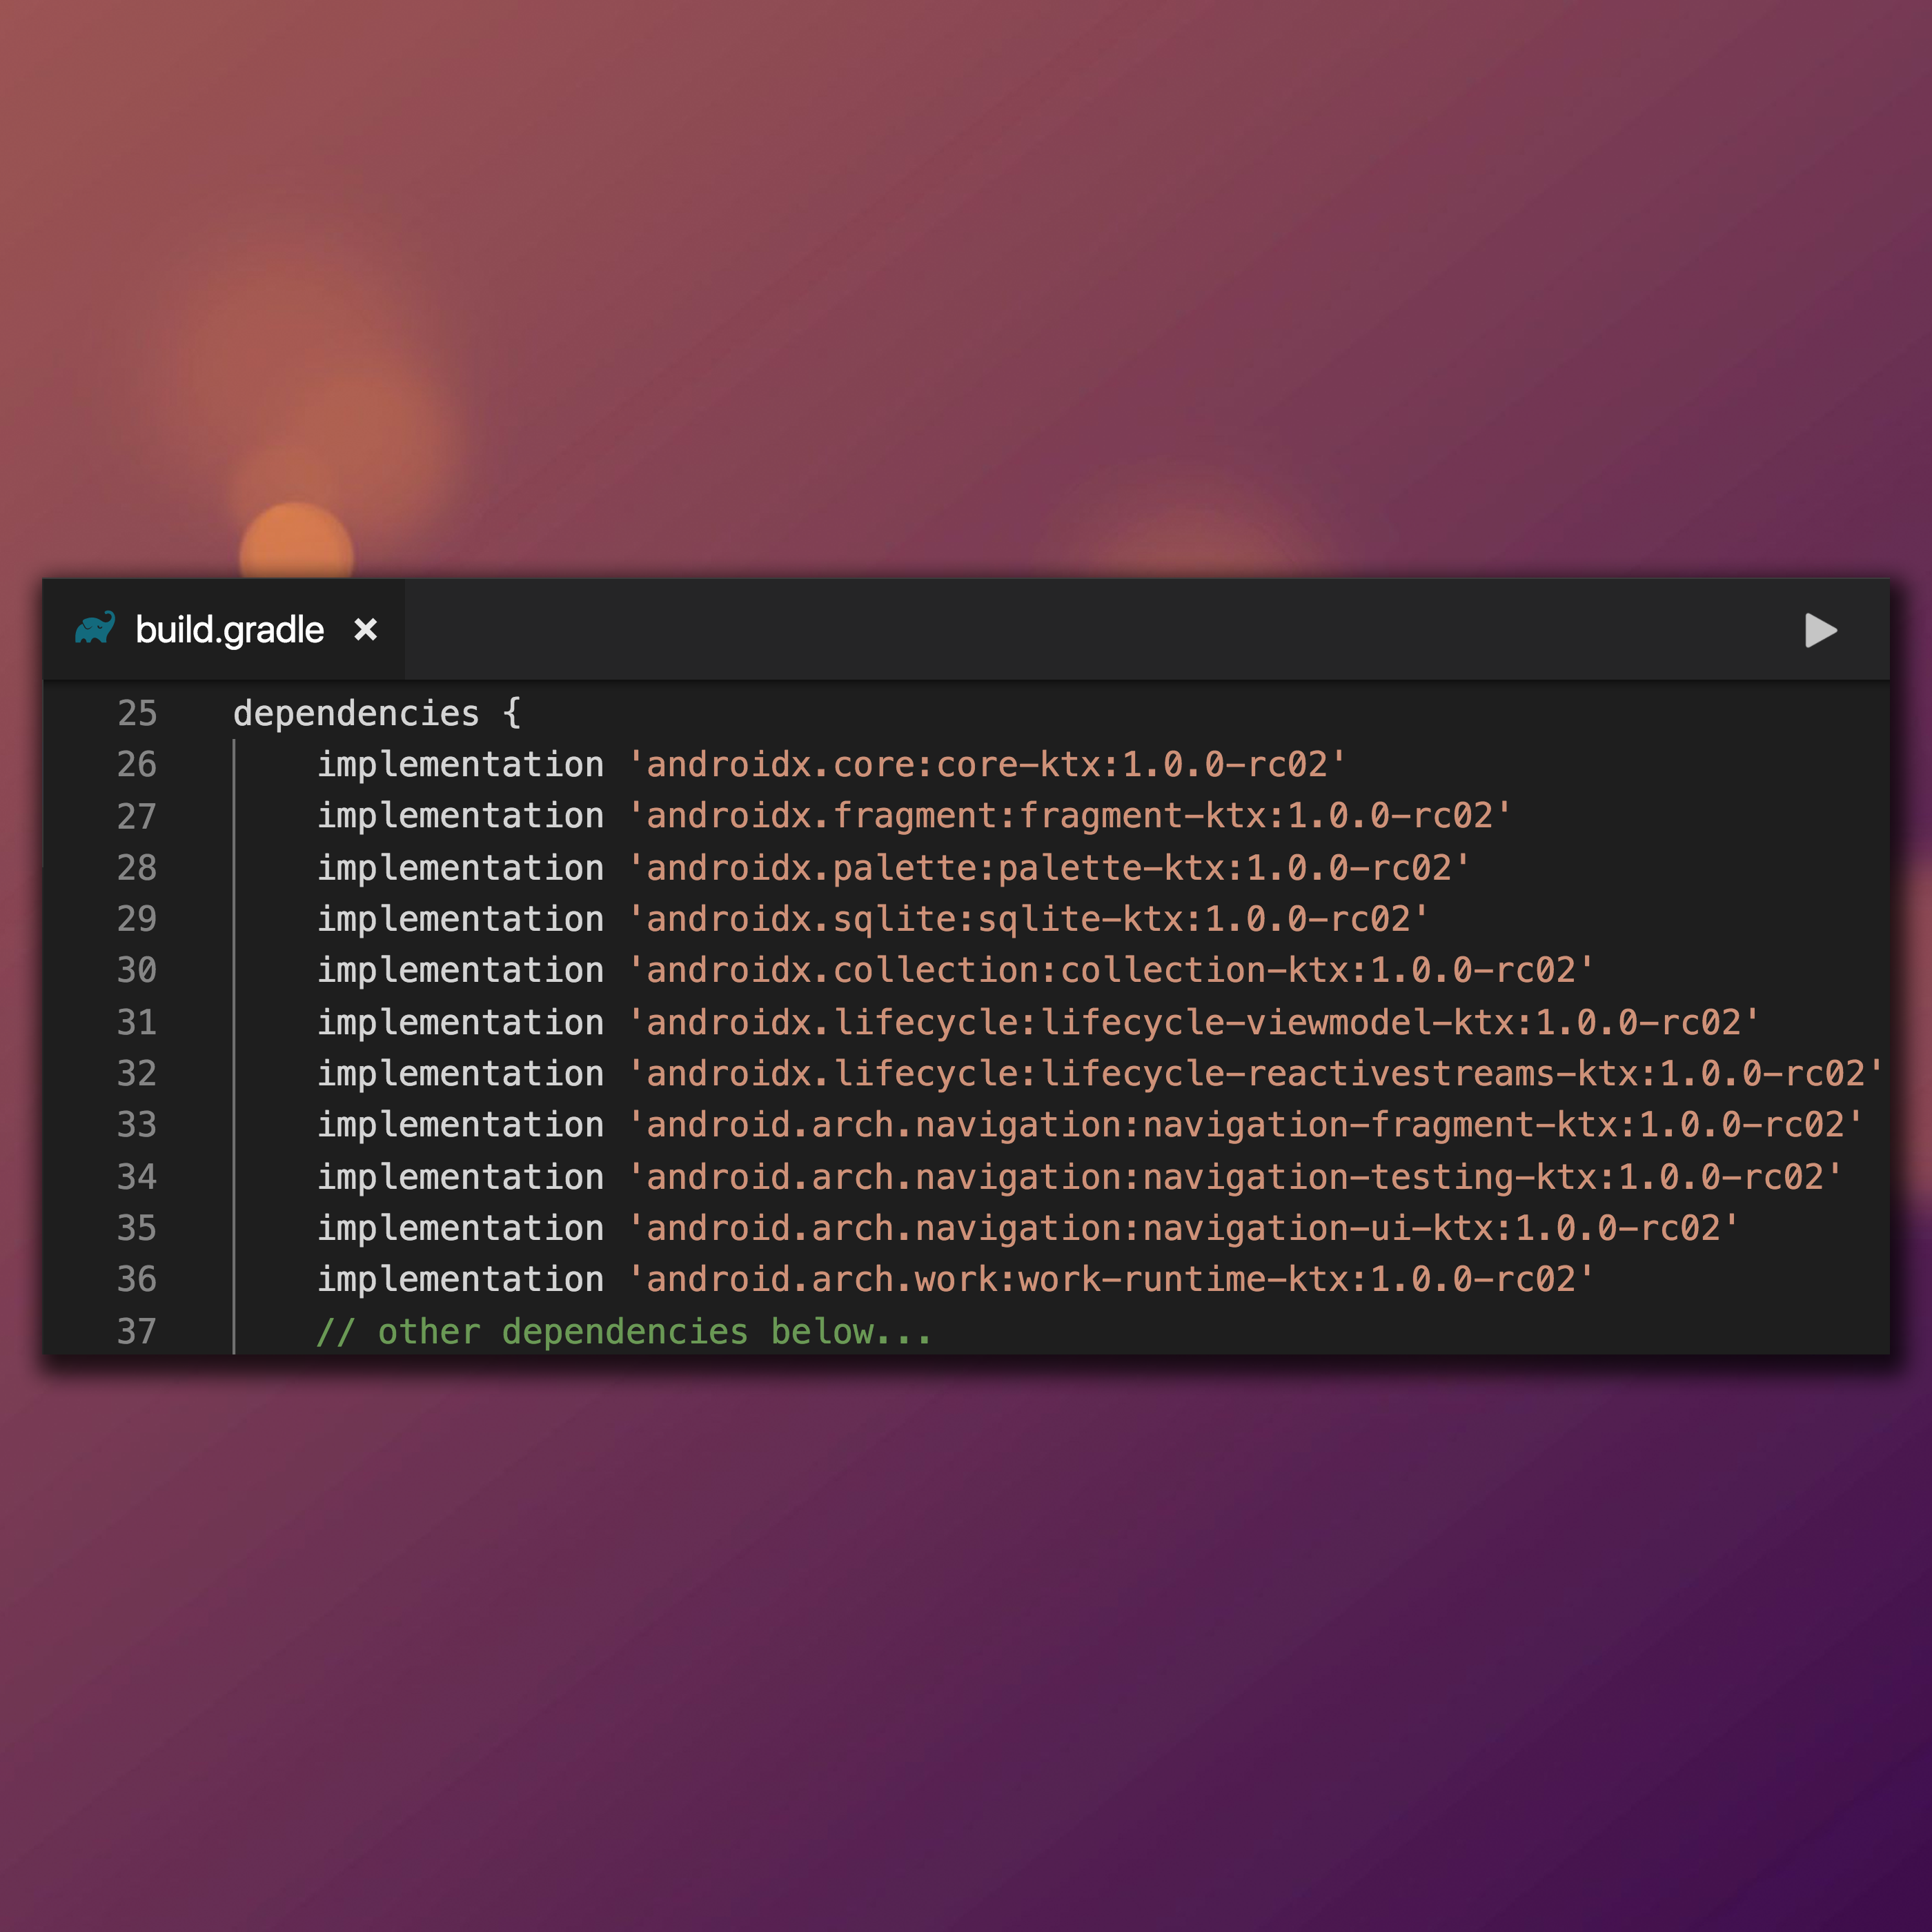 build.gradle ×
25 dependencies {
26 implementation 'androidx.core:core-ktx:1.0.0-rc02'
27 implementation 'androidx.fragment:fragment-ktx:1.0.0-rc02'
28 implementation 'androidx.palette:palette-ktx:1.0.0-rc02'
29 implementation 'androidx.sqlite:sqlite-ktx:1.0.0-rc02'
30 implementation 'androidx.collection:collection-ktx:1.0.0-rc02'
31 implementation 'androidx.lifecycle:lifecycle-viewmodel-ktx:1.0.0-rc02'
32 implementation 'androidx.lifecycle:lifecycle-reactivestreams-ktx:1.0.0-rc02'
33 implementation 'android.arch.navigation:navigation-fragment-ktx:1.0.0-rc02'
34 implementation 'android.arch.navigation:navigation-testing-ktx:1.0.0-rc02'
35 implementation 'android.arch.navigation:navigation-ui-ktx:1.0.0-rc02'
36 implementation 'android.arch.work:work-runtime-ktx:1.0.0-rc02'
37 // other dependencies below...